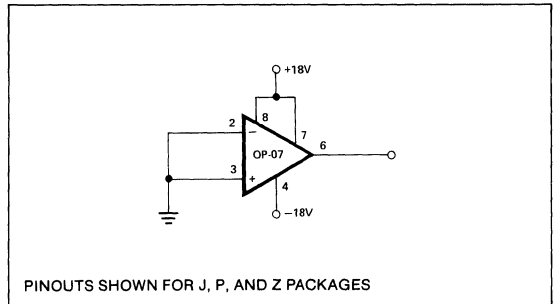 +18V
8
2
−
7
OP-07
6
3
+
4
−18V
PINOUTS SHOWN FOR J, P, AND Z PACKAGES